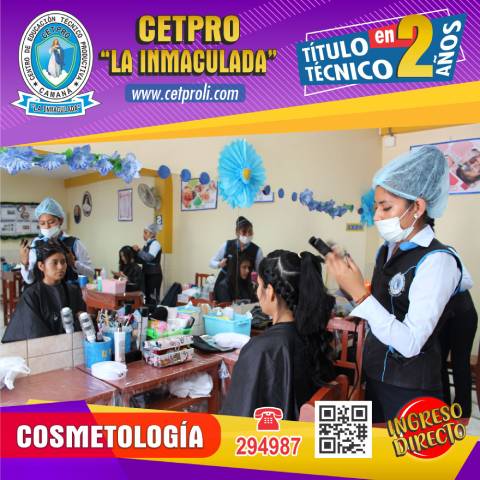 CETPRO
"LA INMACULADA"
www.cetproli.com
TÍTULO en 2 AÑOS
TÉCNICO
CENTRO DE EDUCACIÓN TÉCNICO PRODUCTIVA
CETPRO
CAMANÁ
"LA INMACULADA"
COSMETOLOGÍA
294987
INGRESO
DIRECTO